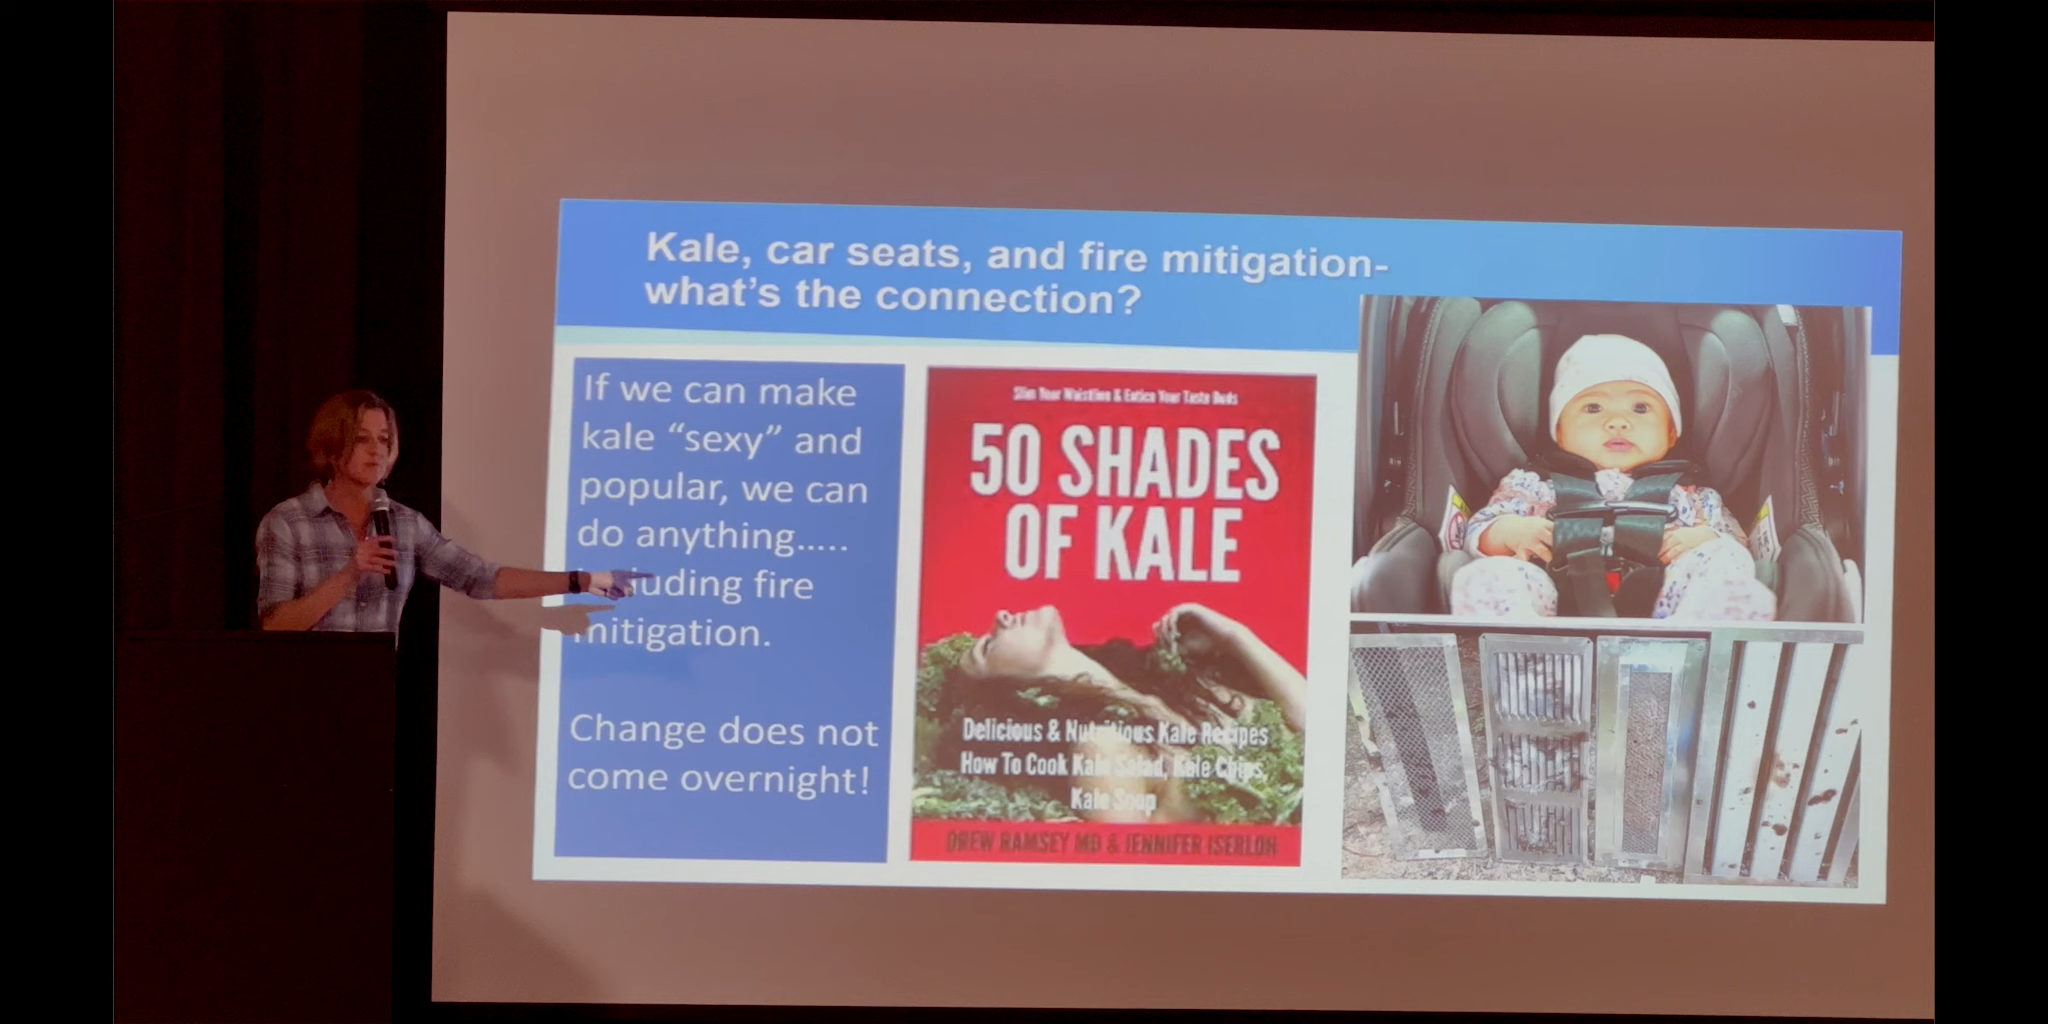 Kale, car seats, and fire mitigation-
what's the connection?
If we can make
kale “sexy” and
popular, we can
do anything.....
fire
mitigation.
Change does not
come overnight!
Slim Your Waistline & Entice Your Taste Buds
50 SHADES
OF KALE
Delicious & Nutritious Kale Recipes
How To Cook Kale Salad, Kale Chips,
Kale Soup
DREW RAMSEY MD & JENNIFER ISERLOH